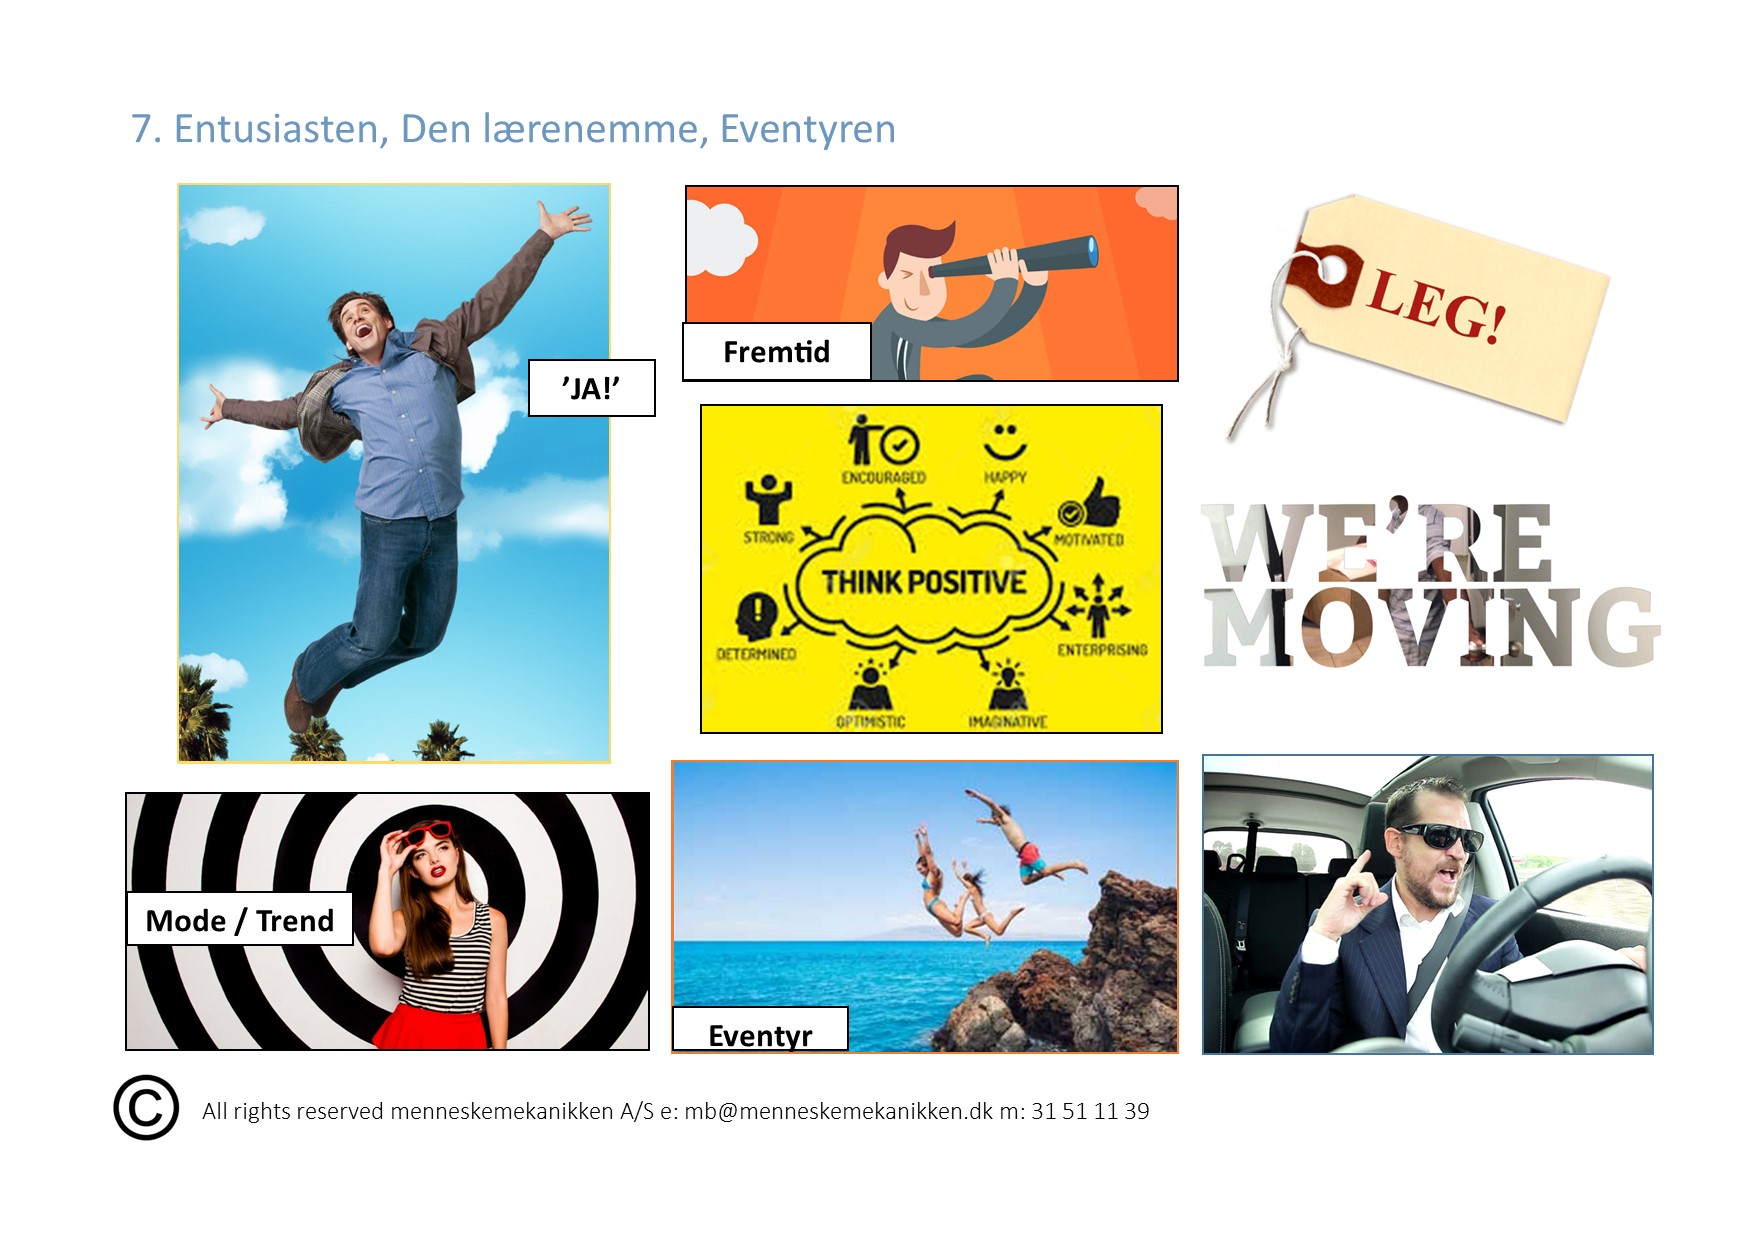 7. Entusiasten, Den lærenemme, Eventyren
’JA!’
Fremtid
LEG!
ENCOURAGED
HAPPY
STRONG
MOTIVATED
THINK POSITIVE
DETERMINED
ENTERPRISING
OPTIMISTIC
IMAGINATIVE
WE’RE
MOVING
Mode / Trend
Eventyr
© All rights reserved menneskemekanikken A/S e: mb@menneskemekanikken.dk m: 31 51 11 39